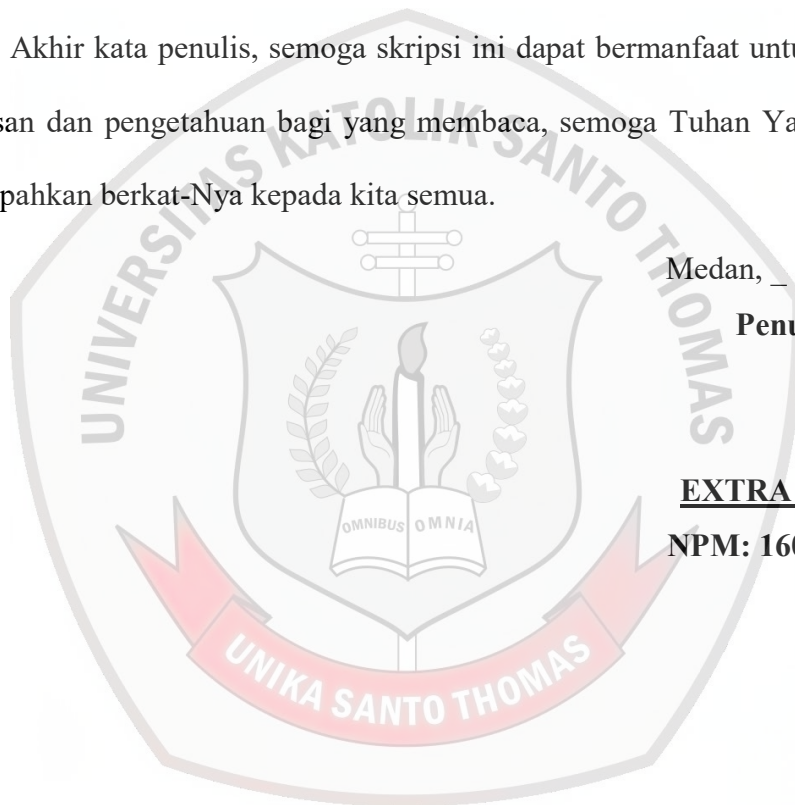 Akhir kata penulis, semoga skripsi ini dapat bermanfaat untu
san dan pengetahuan bagi yang membaca, semoga Tuhan Ya
pahkan berkat-Nya kepada kita semua.
Medan, _
Penu
EXTRA
NPM: 160
UNIVERSITAS KATOLIK SANTO THOMAS
OMNIBUS OMNIA
UNIKA SANTO THOMAS